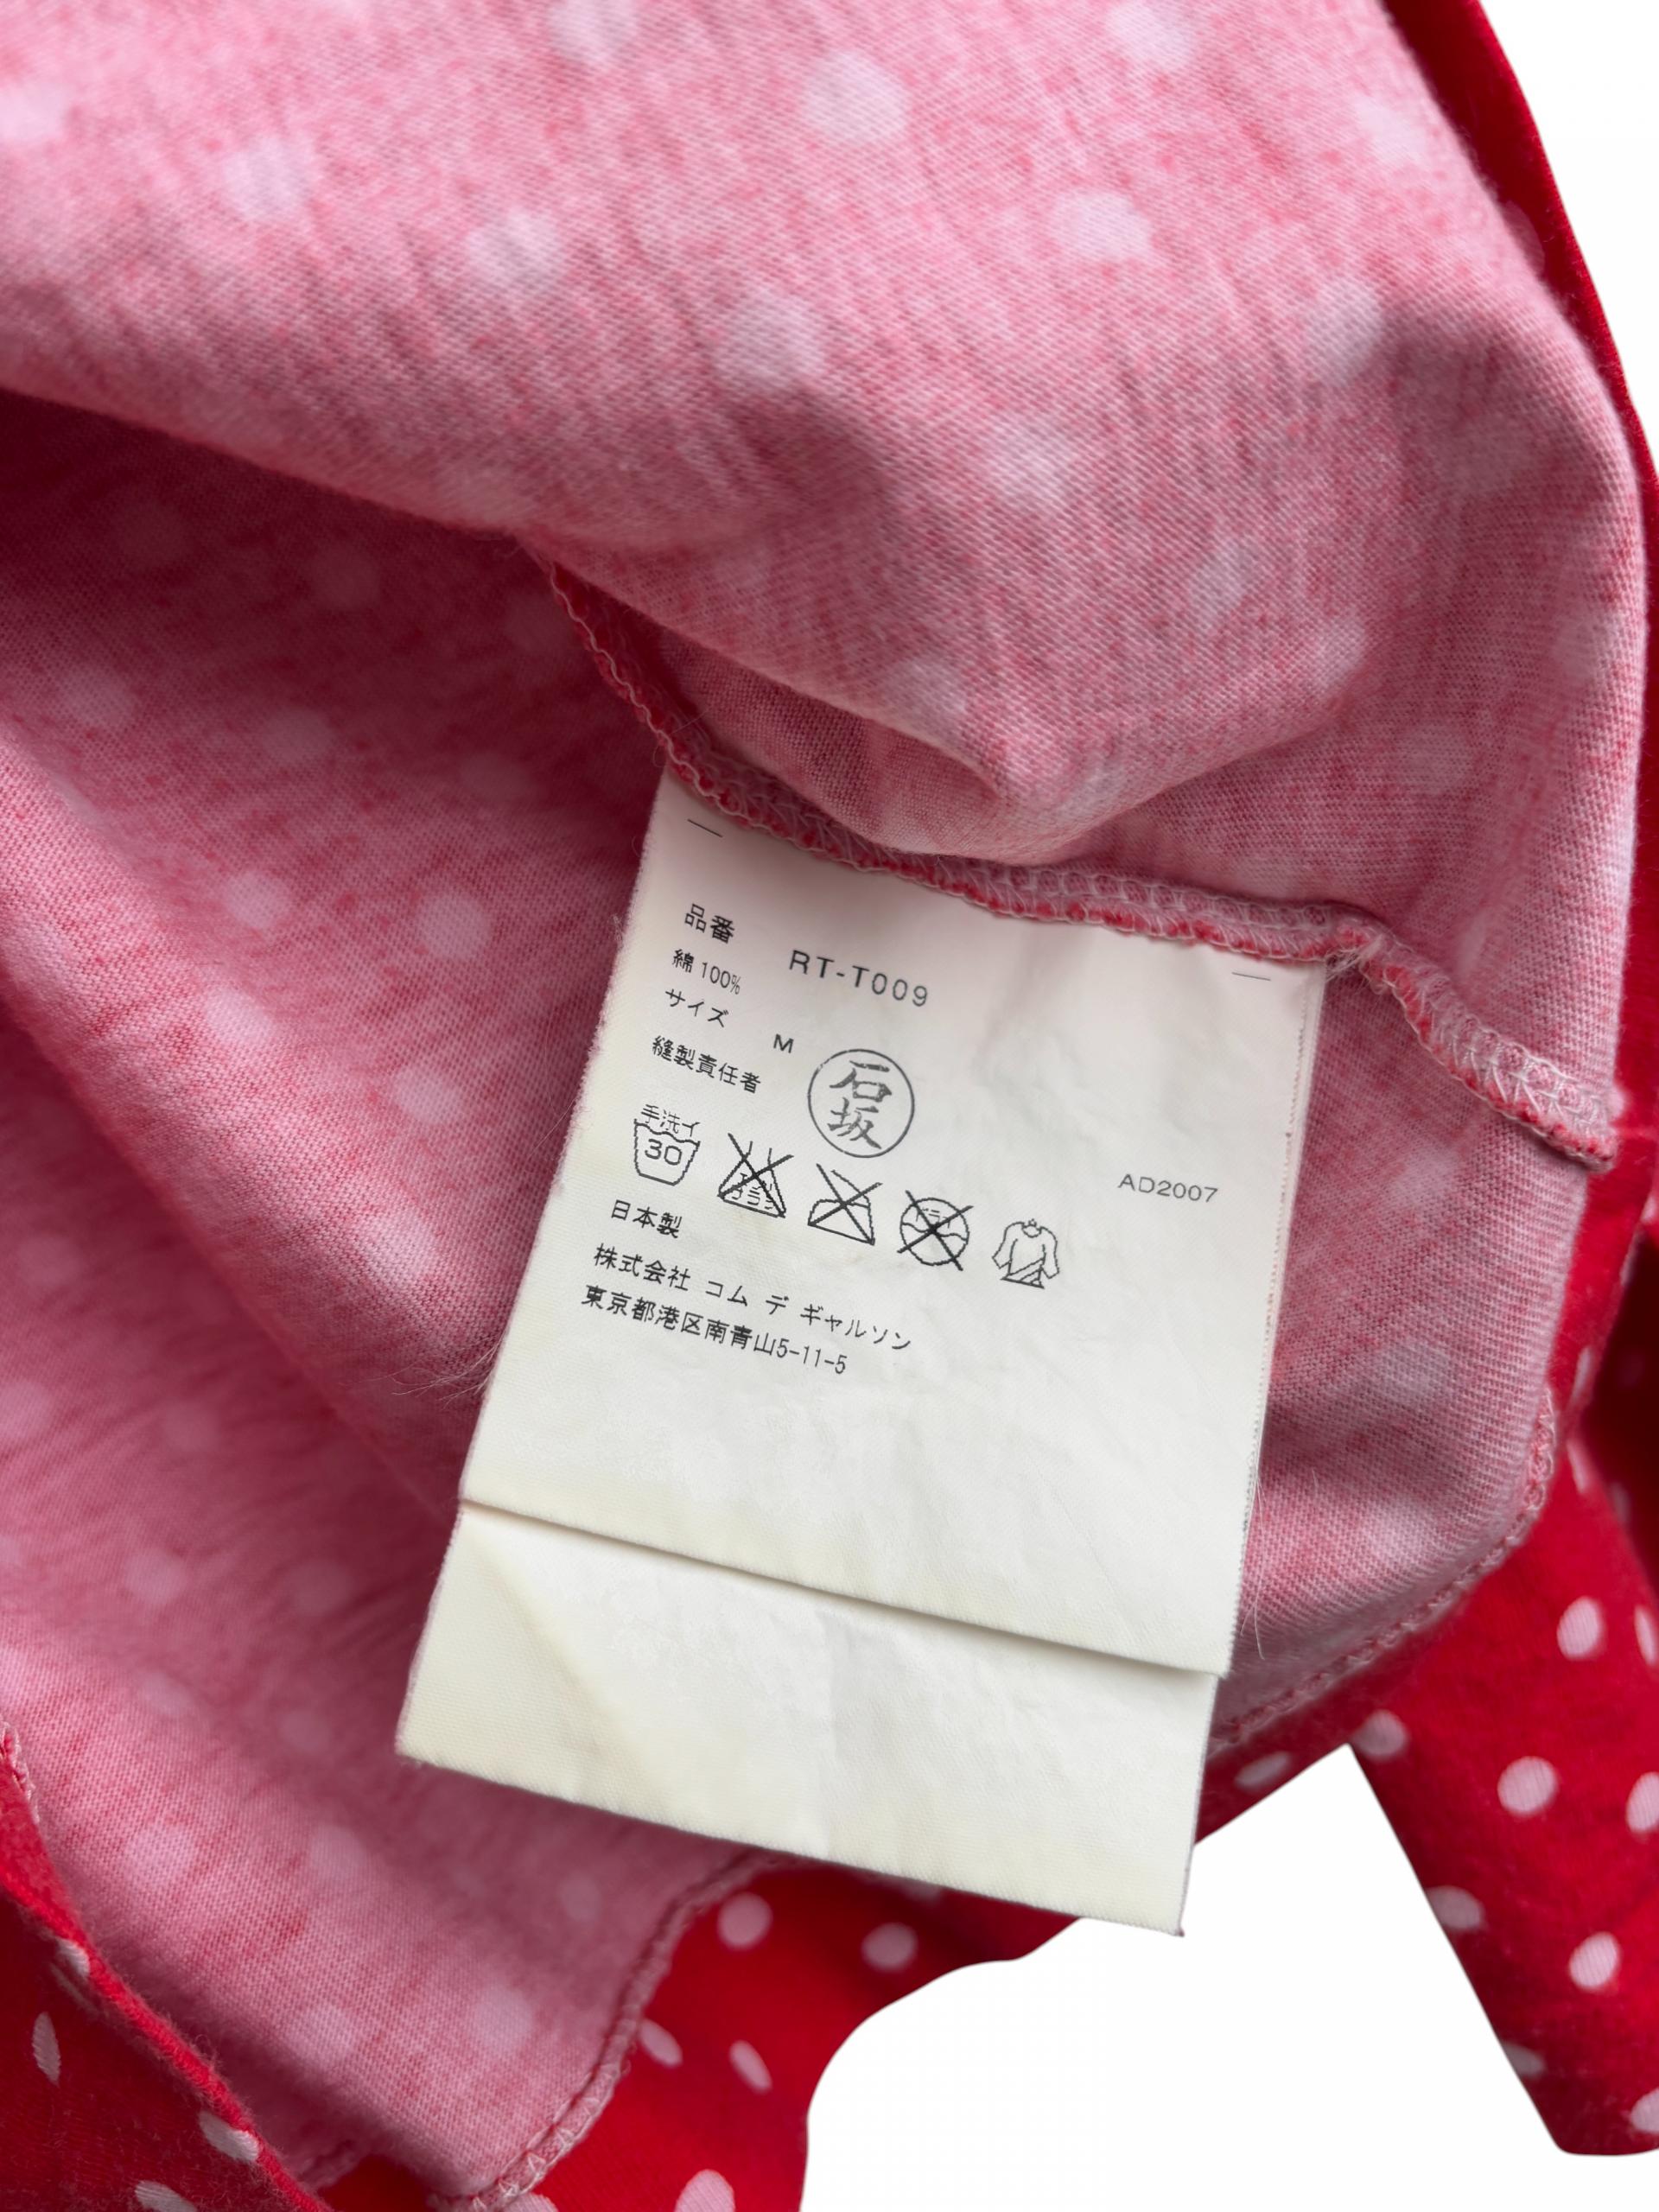 品番 RT-T009
綿 100%
サイズ M
縫製責任者 石坂
手洗イ
30
AD2007
日本製
株式会社 コム デ ギャルソン
東京都港区南青山5-11-5